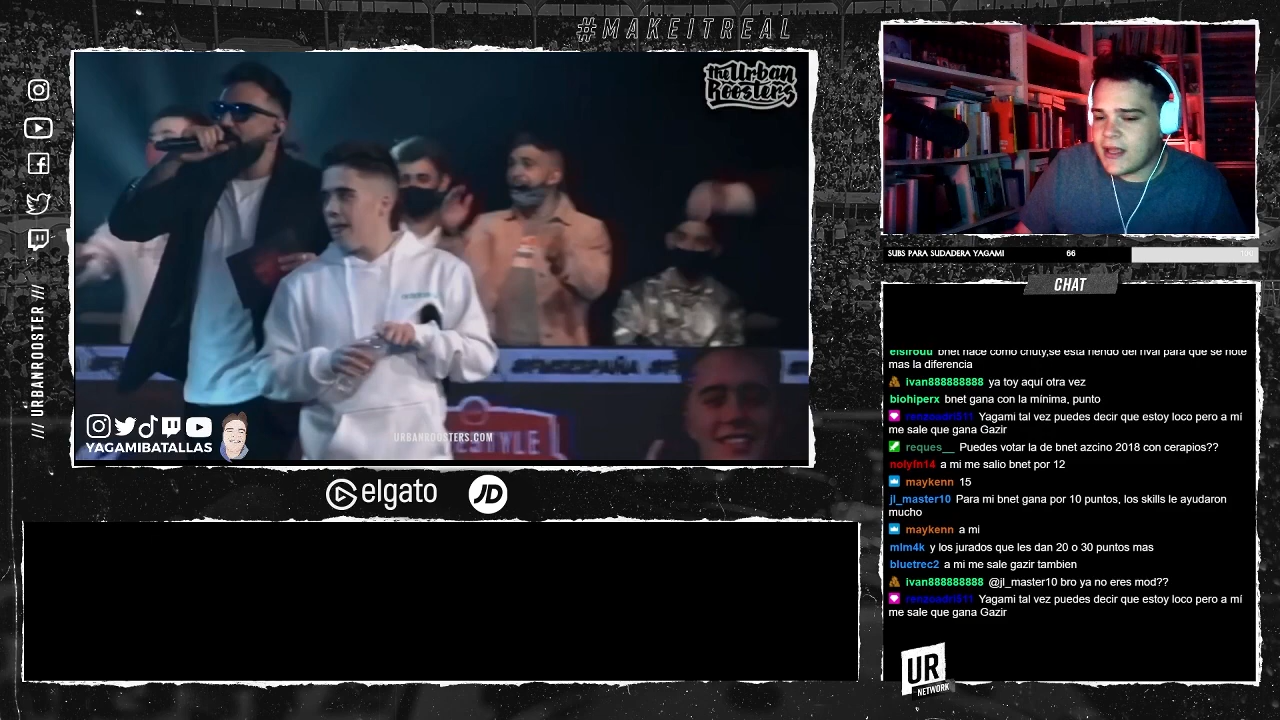 #MAKEITREAL
the Urban
Roosters
/// URBANROOSTER ///
YAGAMIBATALLAS
#FMSESPAÑA
URBANROOSTERS.COM
elgato
JD
SUBS PARA SUDADERA YAGAMI 66 100
CHAT
elsirouu bnet hace como chuty,se esta riendo del rival para que se note
mas la diferencia
ivan888888888 ya toy aquí otra vez
biohiperx bnet gana con la mínima, punto
renzoadri511 Yagami tal vez puedes decir que estoy loco pero a mí
me sale que gana Gazir
reques__ Puedes votar la de bnet azcino 2018 con cerapios??
nolyfn14 a mi me salio bnet por 12
maykenn 15
jl_master10 Para mi bnet gana por 10 puntos, los skills le ayudaron
mucho
maykenn a mi
mlm4k y los jurados que les dan 20 o 30 puntos mas
bluetrec2 a mi me sale gazir tambien
ivan888888888 @jl_master10 bro ya no eres mod??
renzoadri511 Yagami tal vez puedes decir que estoy loco pero a mí
me sale que gana Gazir
UR
NETWORK